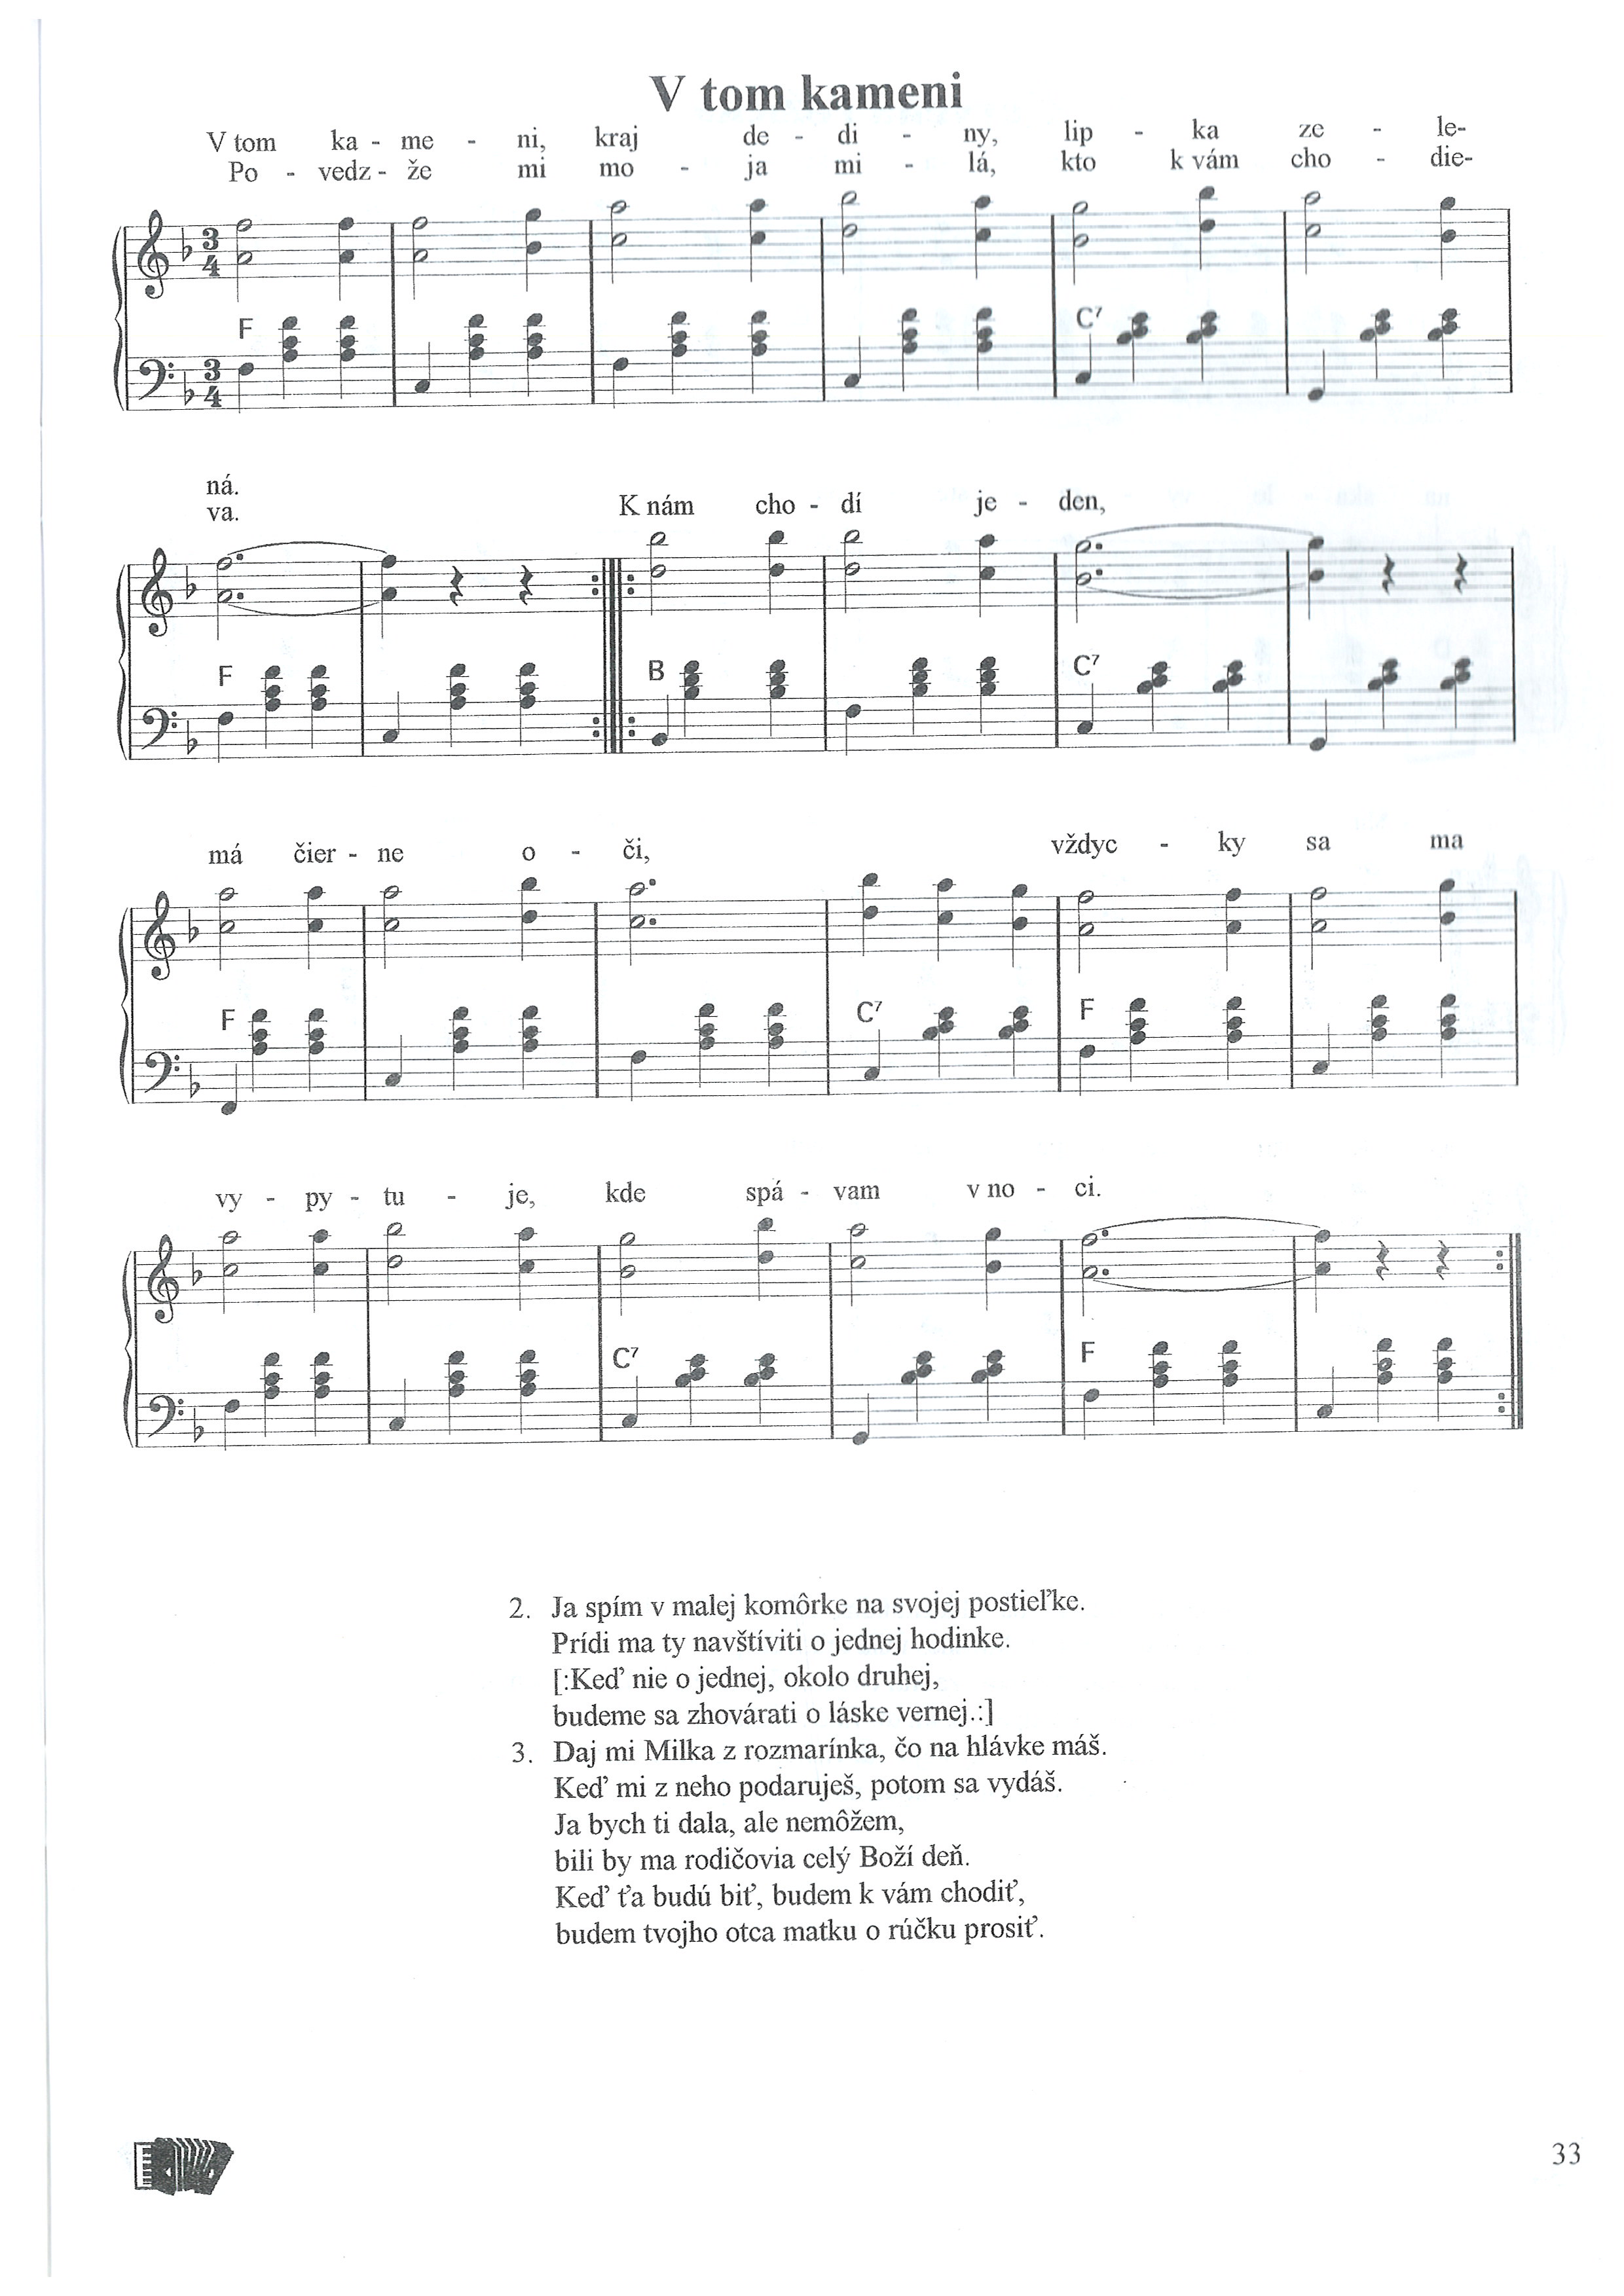 V tom kameni
V tom ka - me - ni, kraj de - di - ny, lip - ka ze - le-
Po - vedz - že mi mo - ja mi - lá, kto k vám cho - die-
3 4
F C7
3 4
ná.
va. K nám cho - dí je - den,
F B C7
má čier - ne o - či, vždyc - ky sa ma
F C7 F
vy - py - tu - je, kde spá - vam v no - ci.
C7 F
2. Ja spím v malej komôrke na svojej postieľke.
Prídi ma ty navštíviti o jednej hodinke.
[:Keď nie o jednej, okolo druhej,
budeme sa zhovárati o láske vernej.:]
3. Daj mi Milka z rozmarínka, čo na hlávke máš.
Keď mi z neho podaruješ, potom sa vydáš.
Ja bych ti dala, ale nemôžem,
bili by ma rodičovia celý Boží deň.
Keď ťa budú biť, budem k vám chodiť,
budem tvojho otca matku o rúčku prosiť.
33